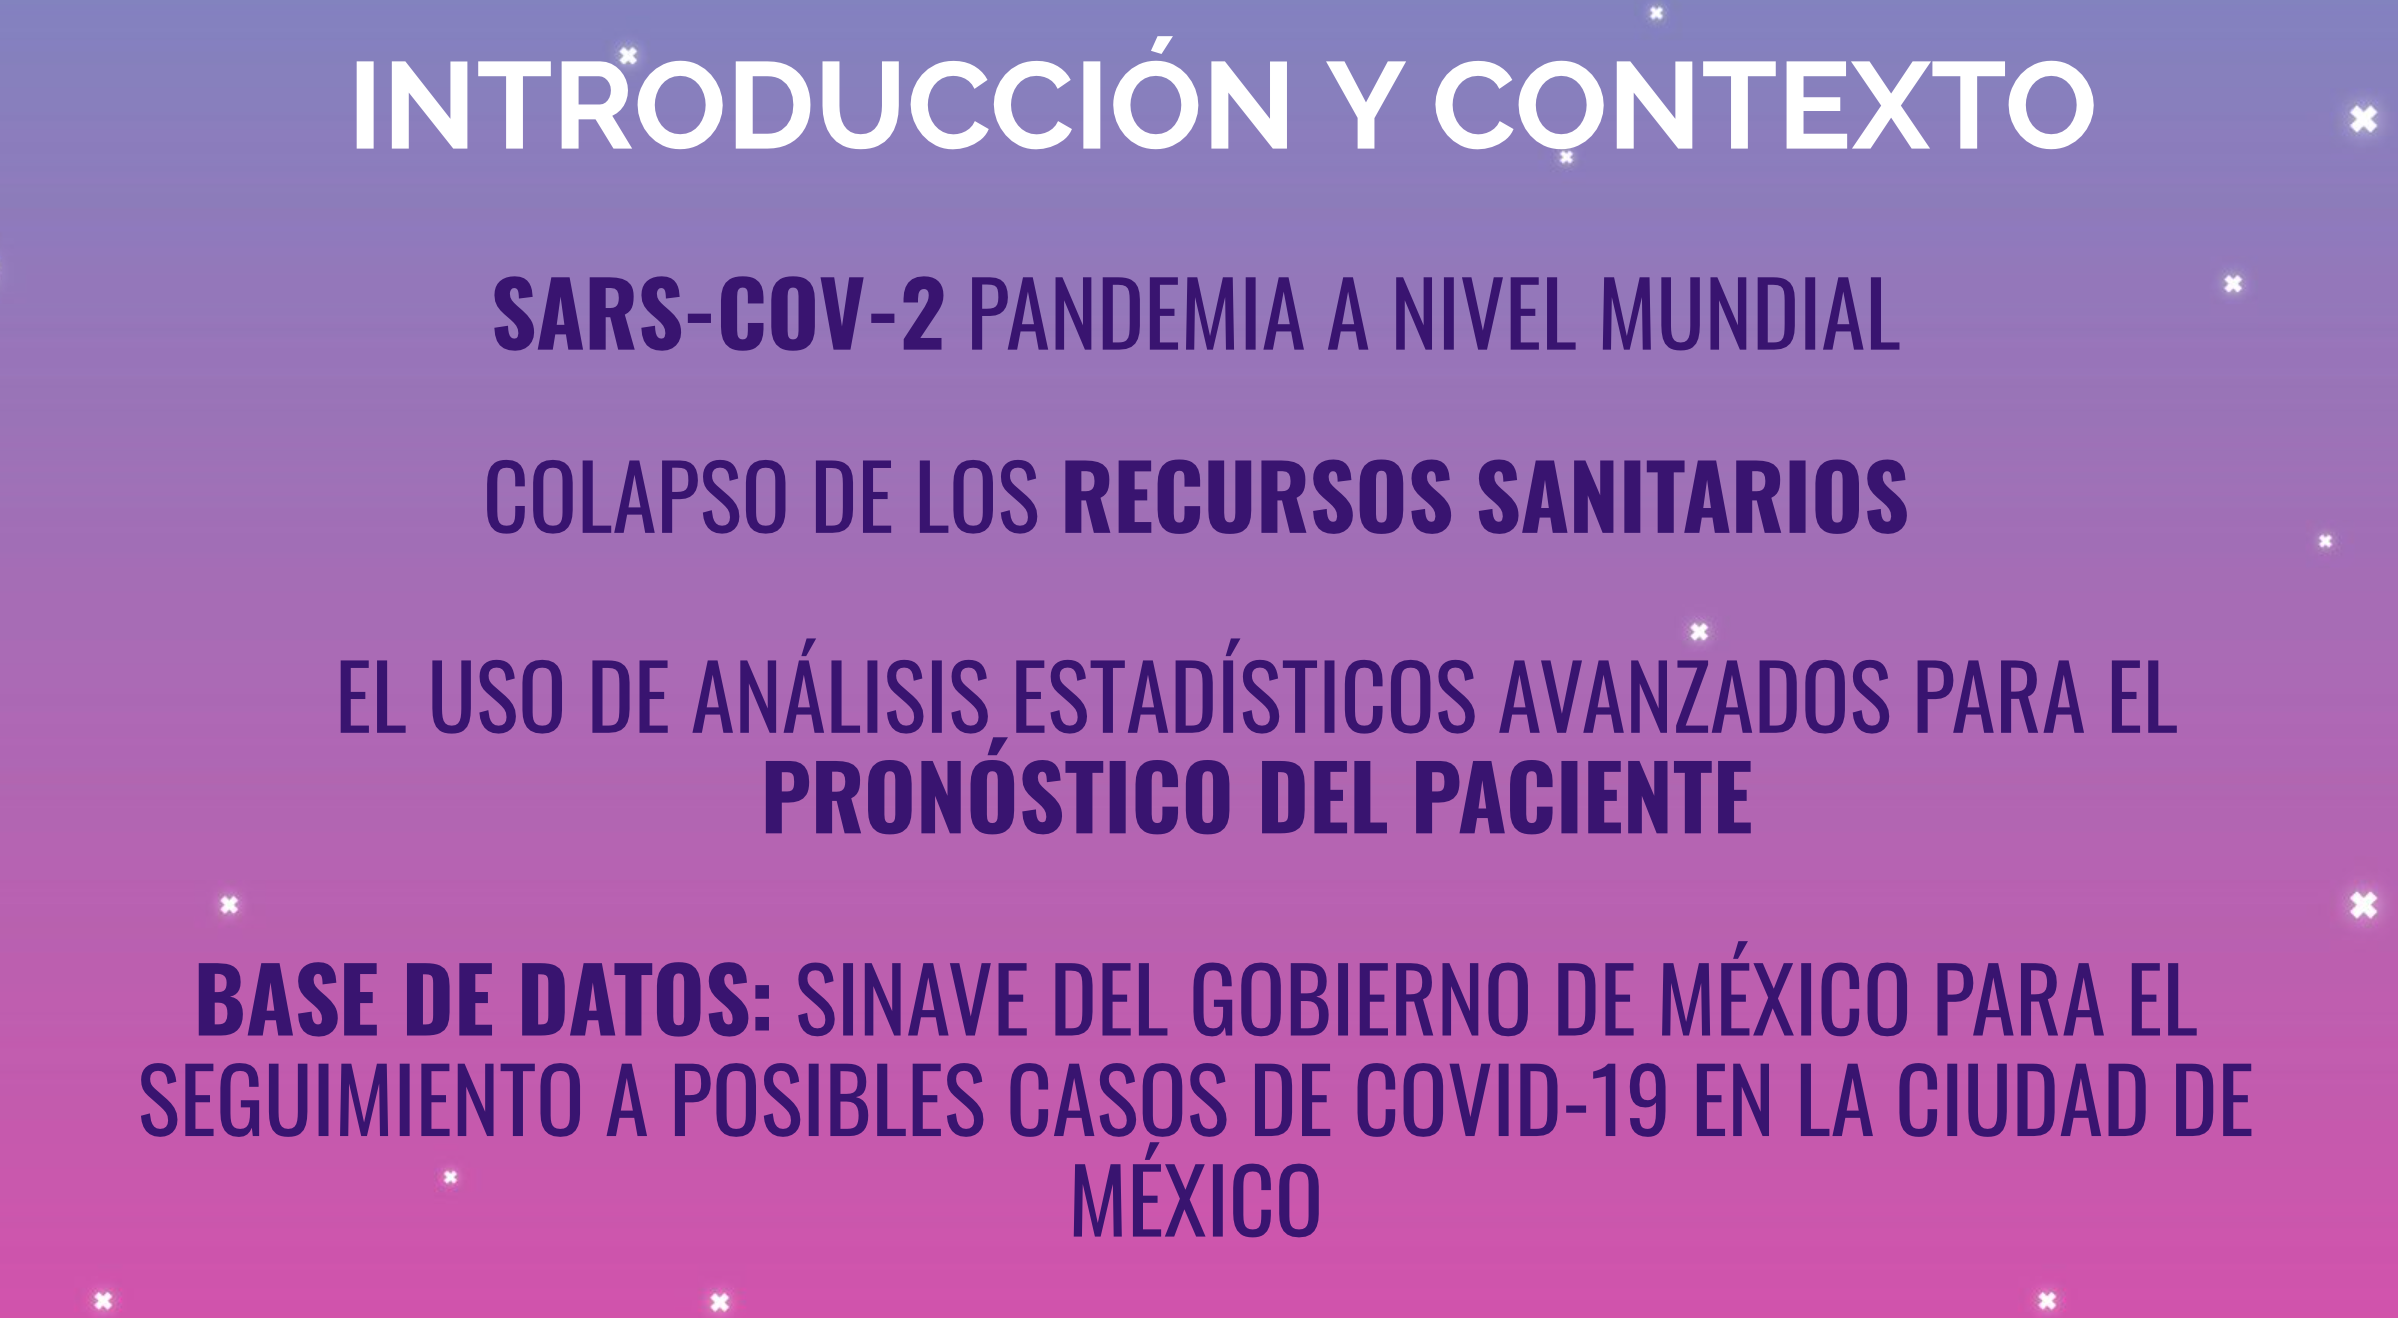 INTRODUCCIÓN Y CONTEXTO
SARS-COV-2 PANDEMIA A NIVEL MUNDIAL
COLAPSO DE LOS RECURSOS SANITARIOS
EL USO DE ANÁLISIS ESTADÍSTICOS AVANZADOS PARA EL
PRONÓSTICO DEL PACIENTE
BASE DE DATOS: SINAVE DEL GOBIERNO DE MÉXICO PARA EL
SEGUIMIENTO A POSIBLES CASOS DE COVID-19 EN LA CIUDAD DE
MÉXICO